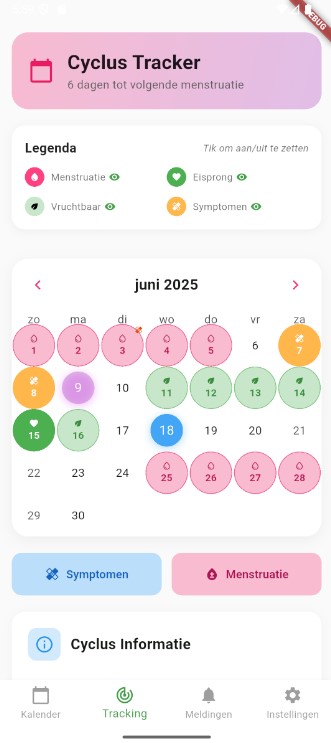 DEBUG
Cyclus Tracker
6 dagen tot volgende menstruatie
Legenda
Tik om aan/uit te zetten
Menstruatie
Eisprong
Vruchtbaar
Symptomen
juni 2025
zo ma di wo do vr za
1 2 3 4 5 6 7
8 9 10 11 12 13 14
15 16 17 18 19 20 21
22 23 24 25 26 27 28
29 30
Symptomen
Menstruatie
Cyclus Informatie
Kalender
Tracking
Meldingen
Instellingen